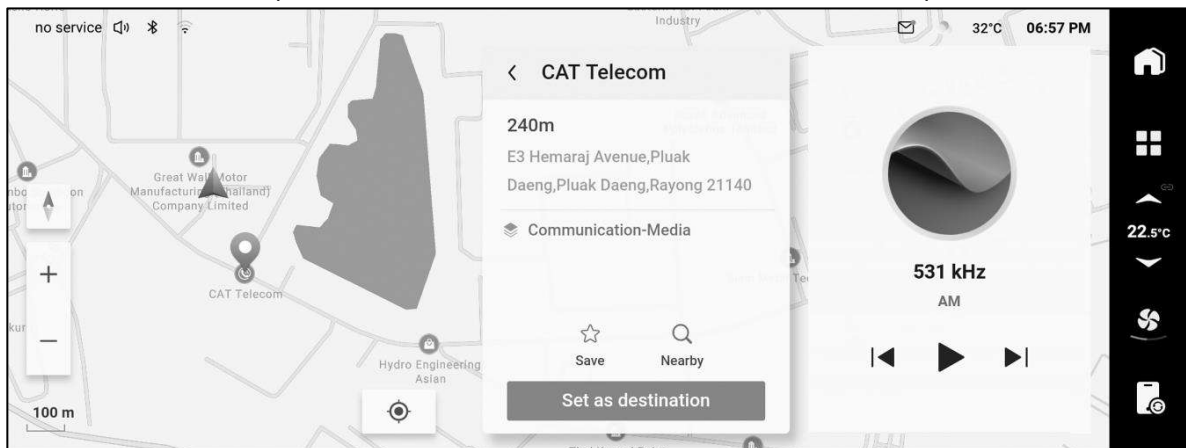 Industry
no service
32°C
06:57 PM
CAT Telecom
240m
E3 Hemaraj Avenue,Pluak
Daeng,Pluak Daeng,Rayong 21140
Communication-Media
Save
Nearby
Set as destination
Great Wall Motor
Manufacturing (Thailand)
Company Limited
CAT Telecom
Hydro Engineering
Asian
100 m
531 kHz
AM
22.5°C